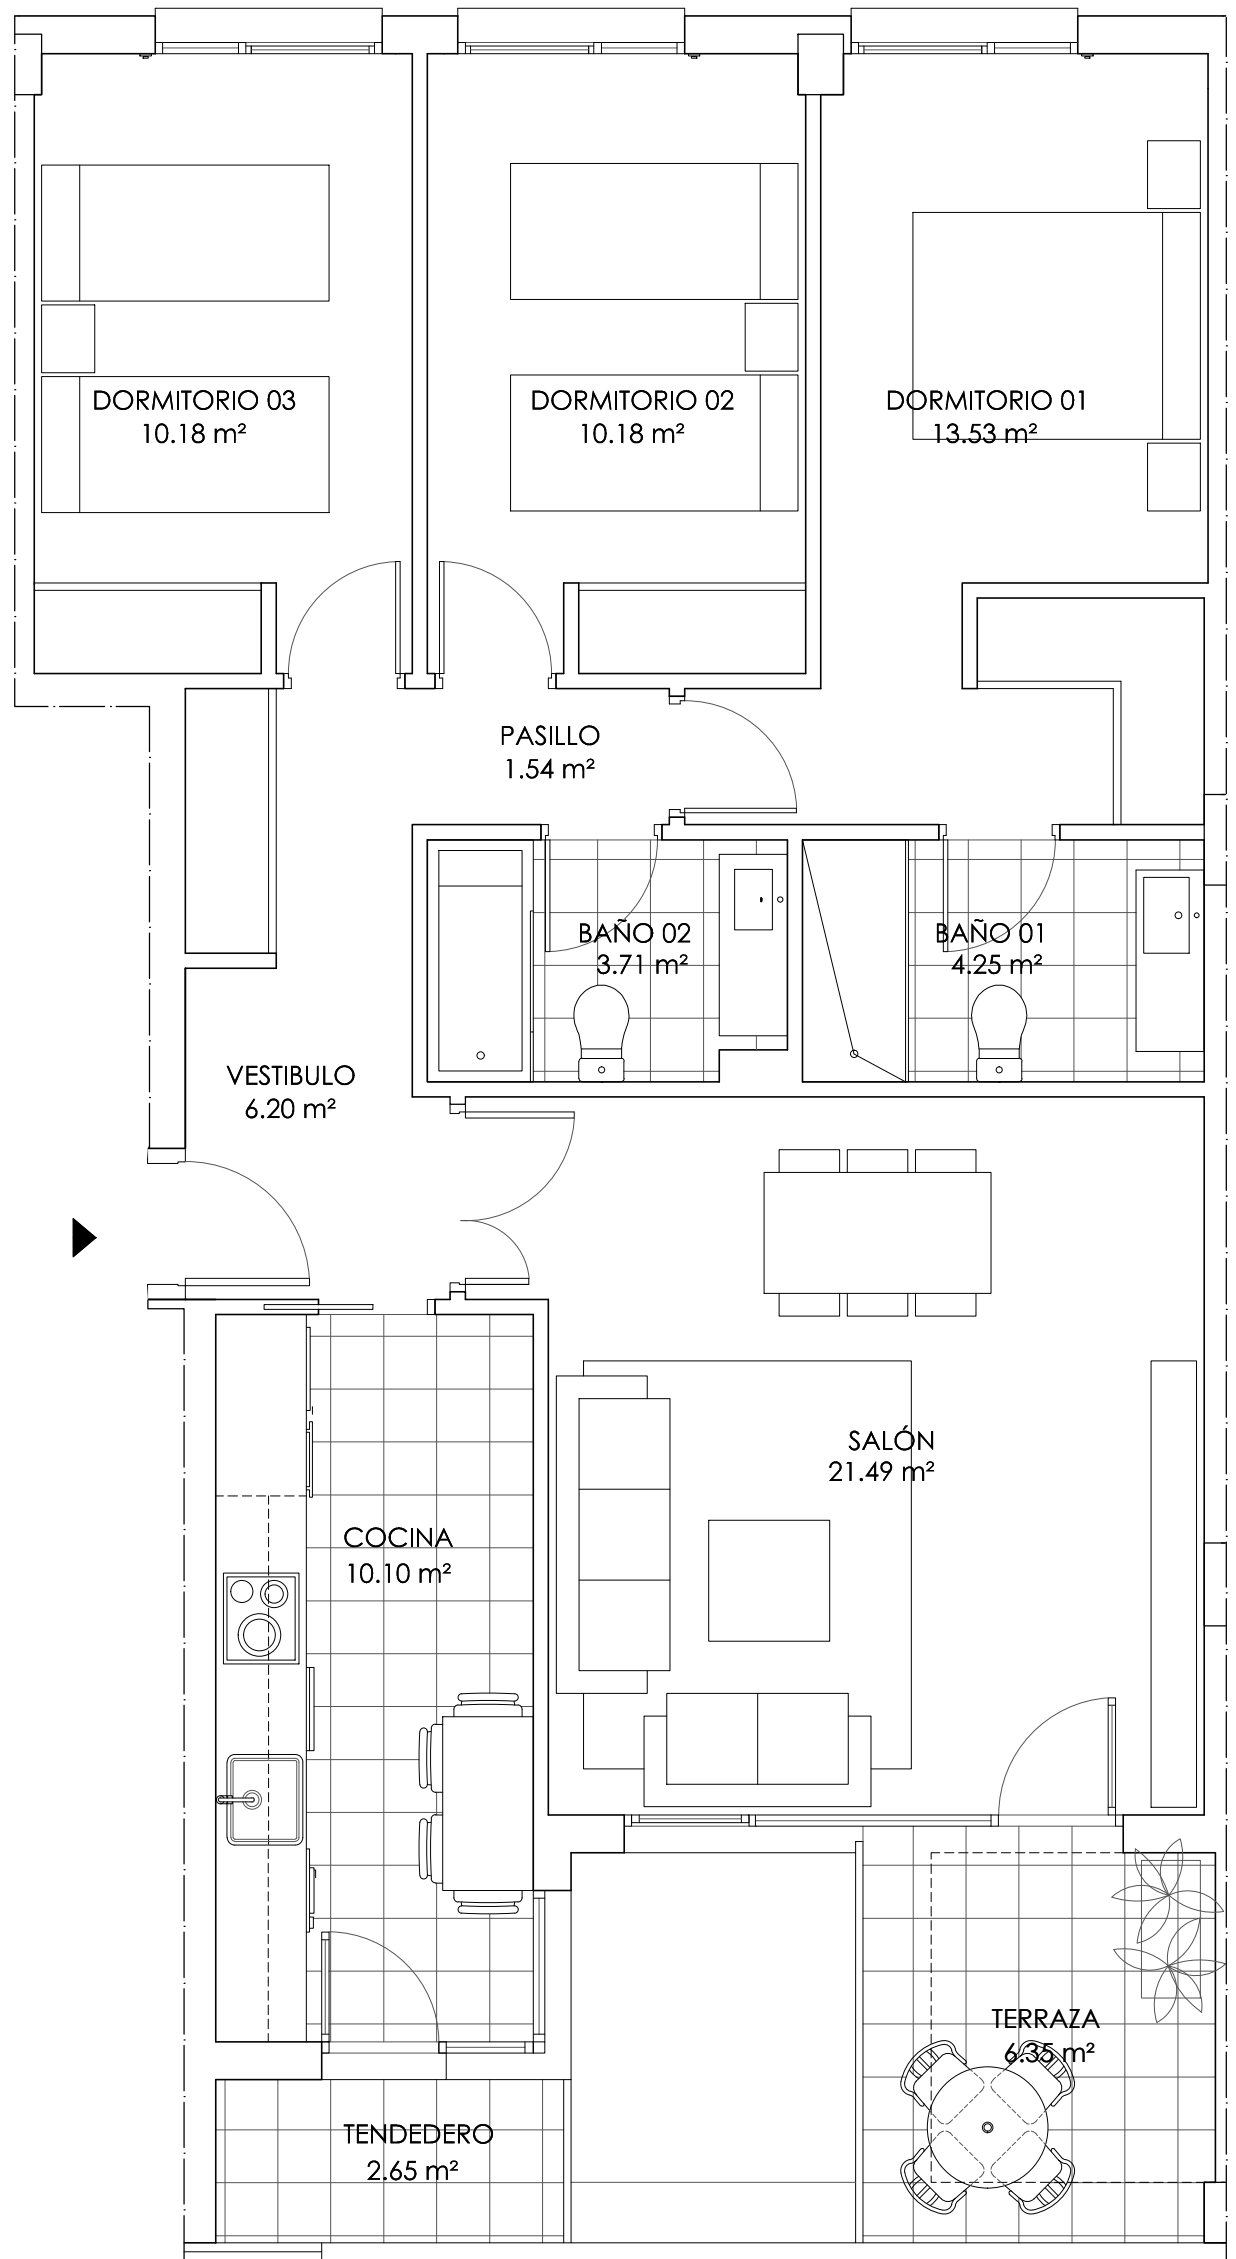 DORMITORIO 03
10.18 m²
DORMITORIO 02
10.18 m²
DORMITORIO 01
13.53 m²
PASILLO
1.54 m²
BAÑO 02
3.71 m²
BAÑO 01
4.25 m²
VESTIBULO
6.20 m²
SALÓN
21.49 m²
COCINA
10.10 m²
TERRAZA
6.35 m²
TENDEDERO
2.65 m²